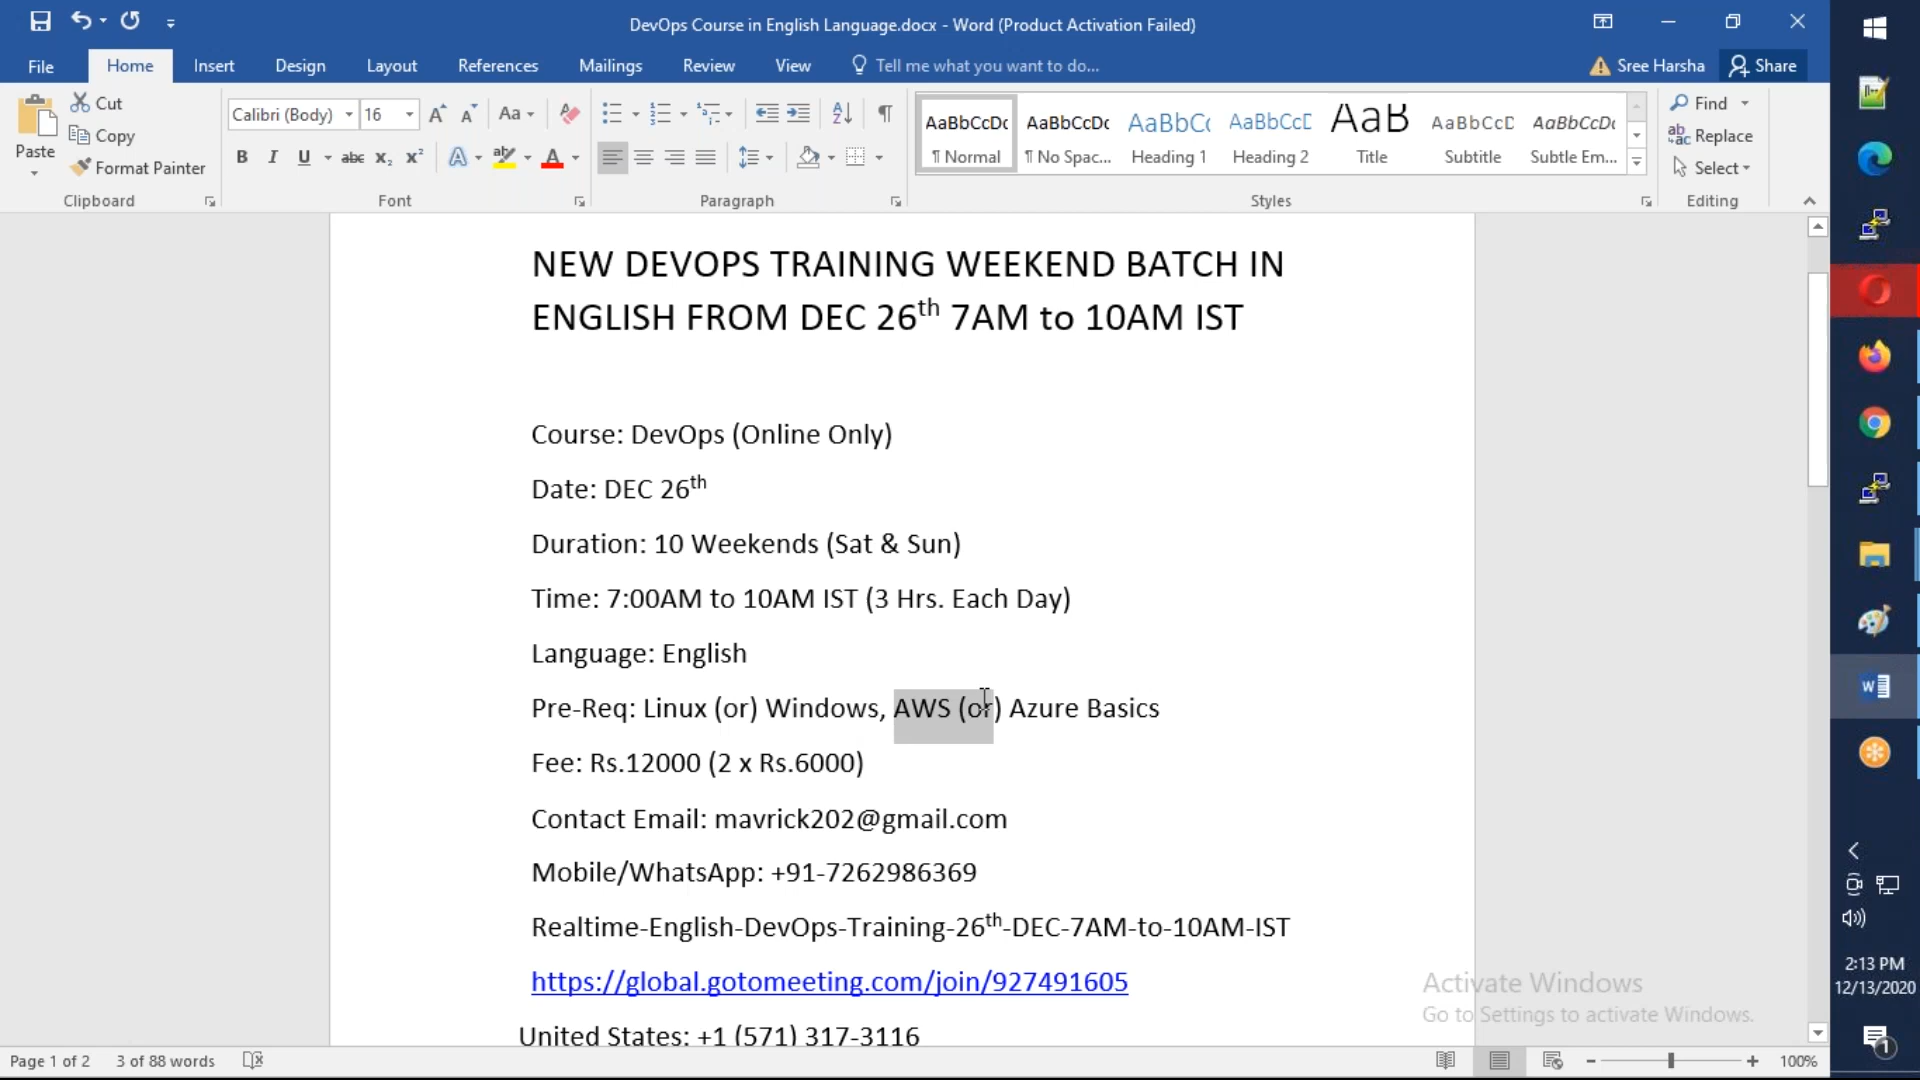 DevOps Course in English Language.docx - Word (Product Activation Failed)
File Home Insert Design Layout References Mailings Review View Tell me what you want to do... Sree Harsha Share
Cut
Copy
Format Painter
Paste
Calibri (Body) 16
AaBbCcDc AaBbCcDc AaBbCc AaBbCcD AaB AaBbCcD AaBbCcDc
¶ Normal ¶ No Spac... Heading 1 Heading 2 Title Subtitle Subtle Em...
Find
Replace
Select
Clipboard Font Paragraph Styles Editing
NEW DEVOPS TRAINING WEEKEND BATCH IN
ENGLISH FROM DEC 26th 7AM to 10AM IST
Course: DevOps (Online Only)
Date: DEC 26th
Duration: 10 Weekends (Sat & Sun)
Time: 7:00AM to 10AM IST (3 Hrs. Each Day)
Language: English
Pre-Req: Linux (or) Windows, AWS (or) Azure Basics
Fee: Rs.12000 (2 x Rs.6000)
Contact Email: mavrick202@gmail.com
Mobile/WhatsApp: +91-7262986369
Realtime-English-DevOps-Training-26th-DEC-7AM-to-10AM-IST
https://global.gotomeeting.com/join/927491605
United States: +1 (571) 317-3116
Activate Windows
Go to Settings to activate Windows.
Page 1 of 2 3 of 88 words 100%
2:13 PM
12/13/2020
1